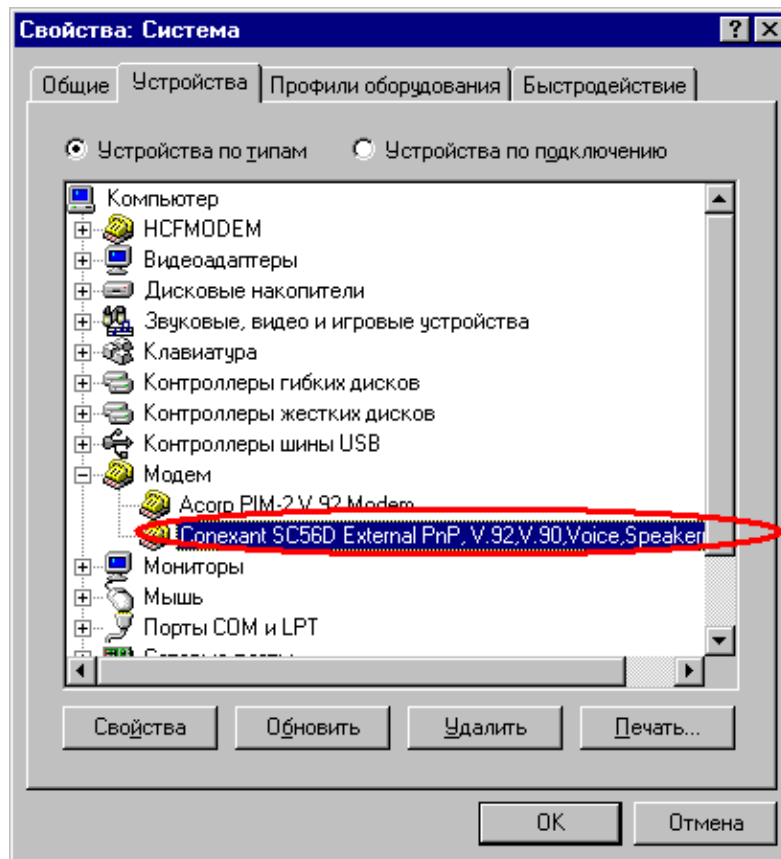 Свойства: Система
Общие Устройства Профили оборудования Быстродействие
Устройства по типам Устройства по подключению
Компьютер
HCFMODEM
Видеоадаптеры
Дисковые накопители
Звуковые, видео и игровые устройства
Клавиатура
Контроллеры гибких дисков
Контроллеры жестких дисков
Контроллеры шины USB
Модем
Acorp PIM-2 V.92 Modem
Conexant SC56D External PnP, V.92,V.90,Voice,Speaker
Мониторы
Мышь
Порты COM и LPT
Свойства Обновить Удалить Печать...
OK Отмена